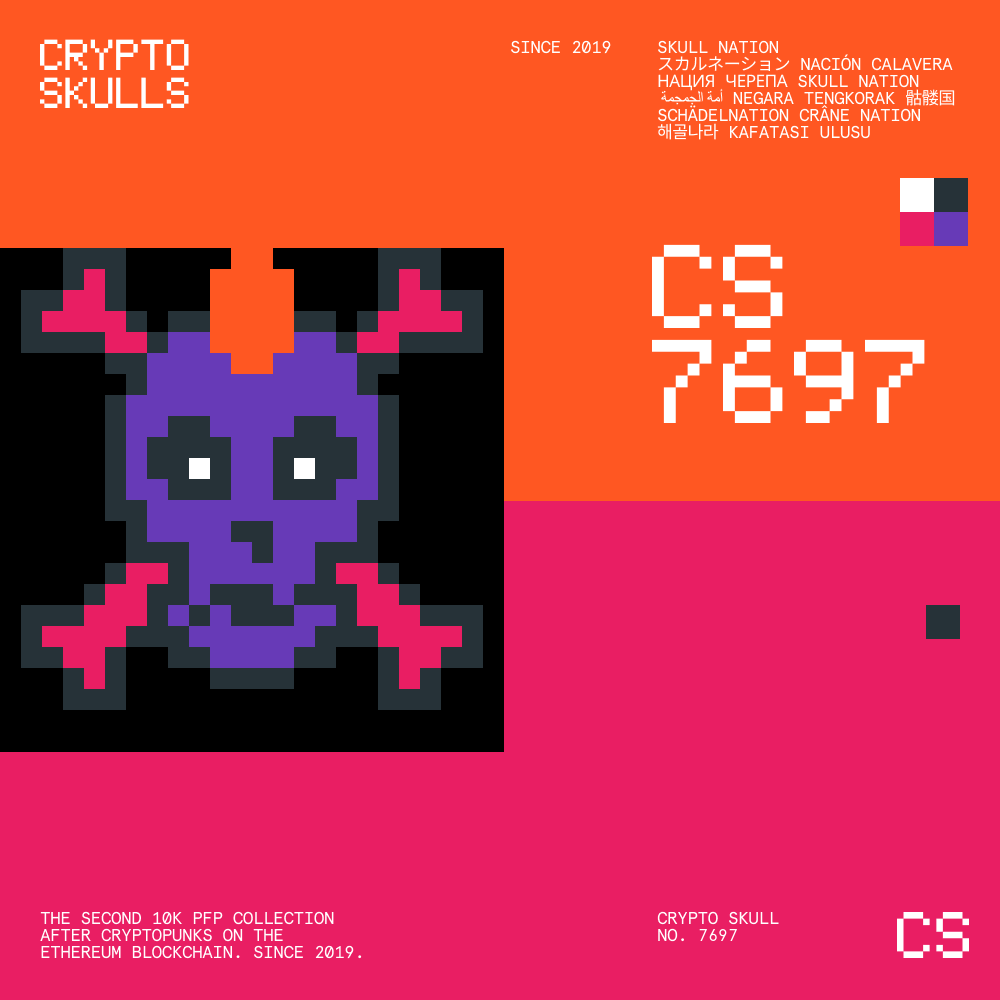 CRYPTO
SKULLS
SINCE 2019
SKULL NATION
スカルネーション NACIÓN CALAVERA
НАЦИЯ ЧЕРЕПА SKULL NATION
أمة الجمجمة NEGARA TENGKORAK 骷髅国
SCHÄDELNATION CRÂNE NATION
해골나라 KAFATASI ULUSU
CS
7697
THE SECOND 10K PFP COLLECTION
AFTER CRYPTOPUNKS ON THE
ETHEREUM BLOCKCHAIN. SINCE 2019.
CRYPTO SKULL
NO. 7697
CS